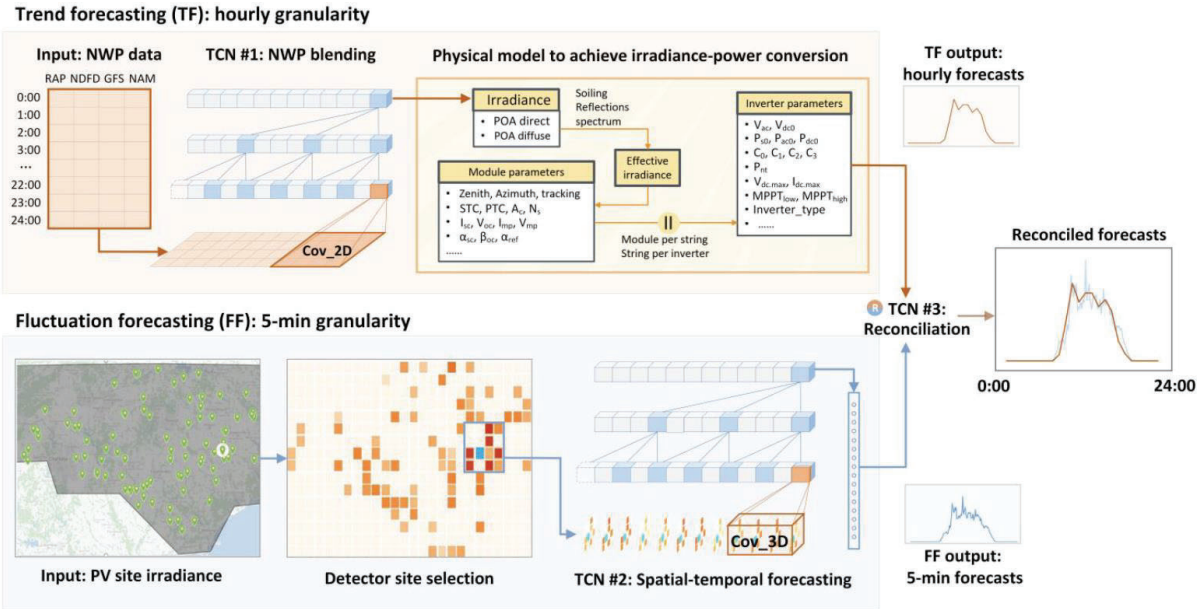 Trend forecasting (TF): hourly granularity
Input: NWP data
RAP NDFD GFS NAM
0:00
1:00
2:00
3:00
...
22:00
23:00
24:00
TCN #1: NWP blending
Cov_2D
Physical model to achieve irradiance-power conversion
Irradiance
• POA direct
• POA diffuse
Soiling
Reflections
spectrum
Effective
irradiance
Module parameters
• Zenith, Azimuth, tracking
• STC, PTC, Ac, Ns
• Isc, Voc, Imp, Vmp
• αsc, βoc, αref
......
Module per string
String per inverter
Inverter parameters
• Vac, Vdc0
• Ps0, Pac0, Pdc0
• C0, C1, C2, C3
• Pnt
• Vdc.max, Idc.max
• MPPTlow, MPPThigh
• Inverter_type
• ......
TF output:
hourly forecasts
R TCN #3:
Reconciliation
Reconciled forecasts
0:00 24:00
Fluctuation forecasting (FF): 5-min granularity
Input: PV site irradiance
Detector site selection
Cov_3D
TCN #2: Spatial-temporal forecasting
FF output:
5-min forecasts